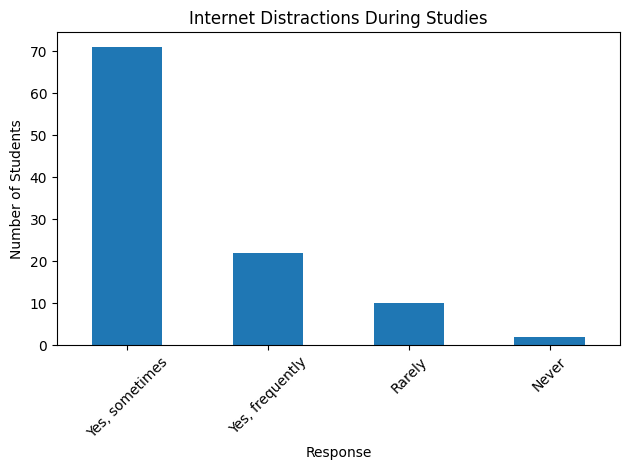 Internet Distractions During Studies
Number of Students
70
60
50
40
30
20
10
0
Yes, sometimes
Yes, frequently
Rarely
Never
Response